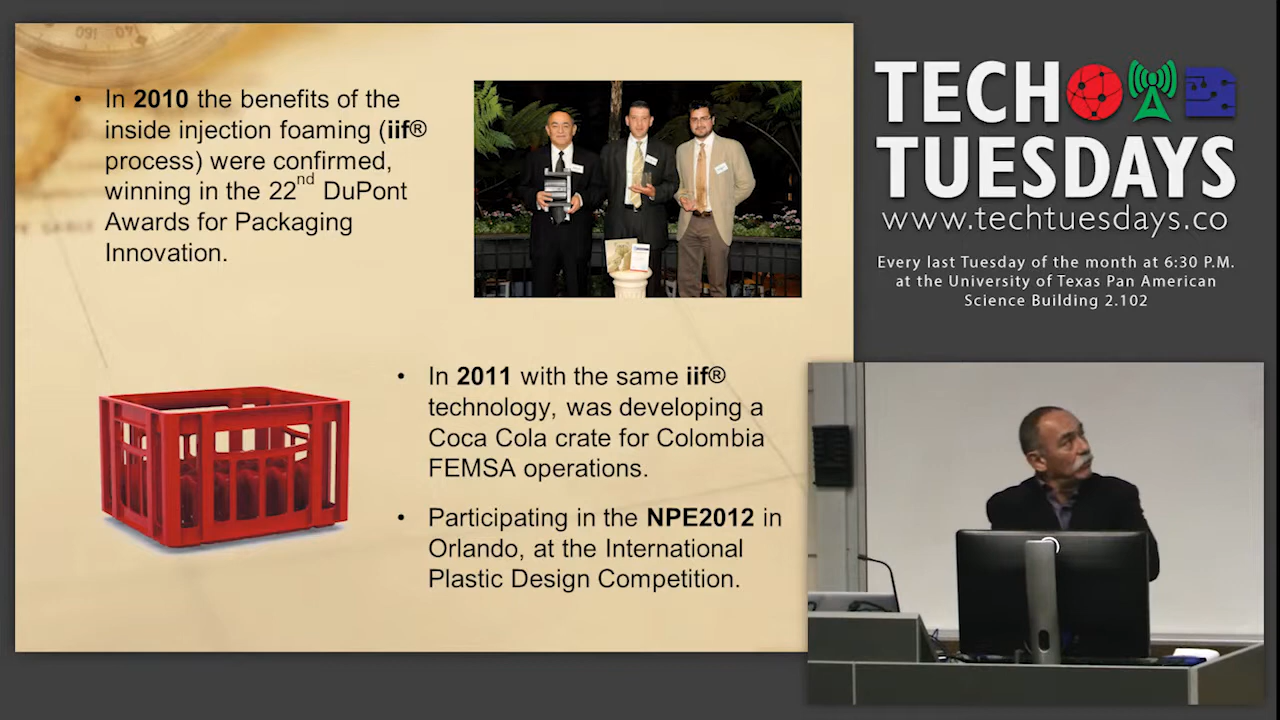 • In 2010 the benefits of the
inside injection foaming (iif®
process) were confirmed,
winning in the 22nd DuPont
Awards for Packaging
Innovation.
• In 2011 with the same iif®
technology, was developing a
Coca Cola crate for Colombia
FEMSA operations.
• Participating in the NPE2012 in
Orlando, at the International
Plastic Design Competition.
TECH
TUESDAYS
www.techtuesdays.co
Every last Tuesday of the month at 6:30 P.M.
at the University of Texas Pan American
Science Building 2.102